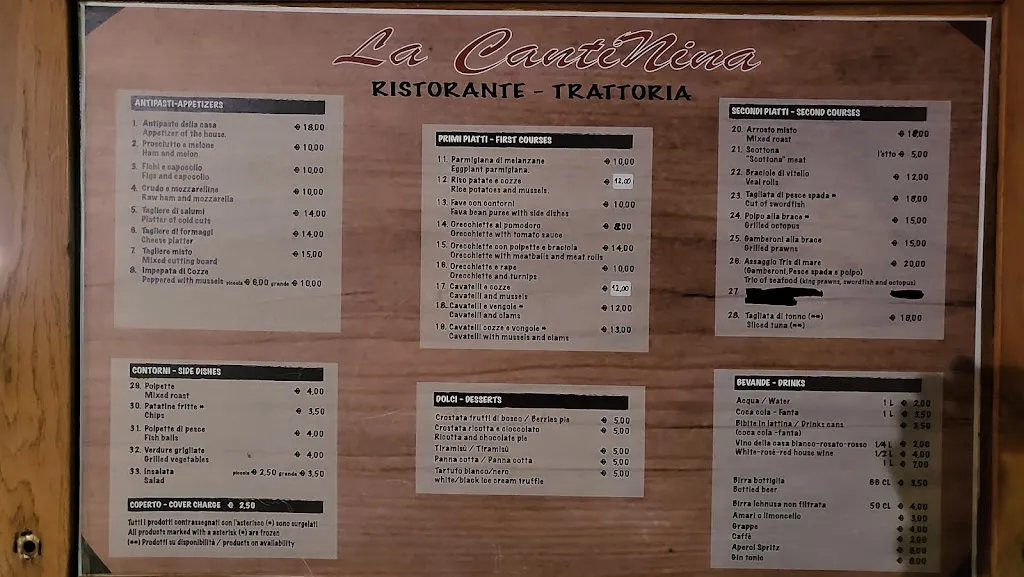 La CantiNina
RISTORANTE - TRATTORIA
ANTIPASTI-APPETIZERS
1. Antipasto della casa € 18,00
Appetizer of the house.
2. Prosciutto e melone € 10,00
Ham and melon
3. Fichi e capocollo € 10,00
Figs and capocollo
4. Crudo e mozzarelline € 10,00
Raw ham and mozzarella
5. Tagliere di salumi € 14,00
Platter of cold cuts
6. Tagliere di formaggi € 14,00
Cheese platter
7. Tagliere misto € 15,00
Mixed cutting board
8. Impepata di Cozze
Peppered with mussels piccola € 6,00 grande € 10,00
PRIMI PIATTI - FIRST COURSES
11. Parmigiana di melanzane € 10,00
Eggplant parmigiana.
12. Riso patate e cozze € 12,00
Rice potatoes and mussels.
13. Fave con contorni € 10,00
Fava bean puree with side dishes
14. Orecchiette al pomodoro € 8,00
Orecchiette with tomato sauce
15. Orecchiette con polpette e braciola € 14,00
Orecchiette with meatballs and meat rolls
16. Orecchiette e rape € 10,00
Orecchiette and turnips
17. Cavatelli e cozze € 12,00
Cavatelli and mussels
18. Cavatelli e vongole * € 12,00
Cavatelli and clams
19. Cavatelli cozze e vongole * € 13,00
Cavatelli with mussels and clams
SECONDI PIATTI - SECOND COURSES
20. Arrosto misto €
Mixed roast
21. Scottona l'etto € 5,00
"Scottona" meat
22. Braciole di vitello € 12,00
Veal rolls
23. Tagliata di pesce spada * €
Cut of swordfish
24. Polpo alla brace * € 15,00
Grilled octopus
25. Gamberoni alla brace € 15,00
Grilled prawns
26. Assaggio Tris di mare € 20,00
(Gamberoni,Pesce spada e polpo)
Trio of seafood (king prawns, swordfish and octopus)
27.
28. Tagliata di tonno (**) € 18,00
Sliced tuna (**)
CONTORNI - SIDE DISHES
29. Polpette € 4,00
Mixed roast
30. Patatine fritte * € 3,50
Chips
31. Polpette di pesce € 4,00
Fish balls
32. Verdure grigliate € 4,00
Grilled vegetables
33. Insalata piccola € 2,50 grande € 3,50
Salad
COPERTO - COVER CHARGE € 2,50
Tutti i prodotti contrassegnati con l'asterisco (*) sono surgelati
All products marked with a asterisk (*) are frozen
(**) Prodotti su disponibilità / products on availability
DOLCI - DESSERTS
Crostata frutti di bosco / Berries pie € 5,00
Crostata ricotta e cioccolato € 5,00
Ricotta and chocolate pie
Tiramisù / Tiramisù € 5,00
Panna cotta / Panna cotta € 5,00
Tartufo bianco/nero € 5,00
white/black ice cream truffle
BEVANDE - DRINKS
Acqua / Water 1 L € 2,00
Coca cola - Fanta 1 L € 3,50
Bibite in lattina / Drinks cans € 2,50
(coca cola -fanta)
Vino della casa bianco-rosato-rosso 1/4 L € 2,00
White-rosè-red house wine 1/2 L € 4,00
1 L € 7,00
Birra bottiglia 66 CL € 3,50
Bottled beer
Birra Ichnusa non filtrata 50 CL € 4,00
Amari o limoncello € 3,00
Grappe € 4,00
Caffè
Aperol Spritz € 6,00
Gin tonic €